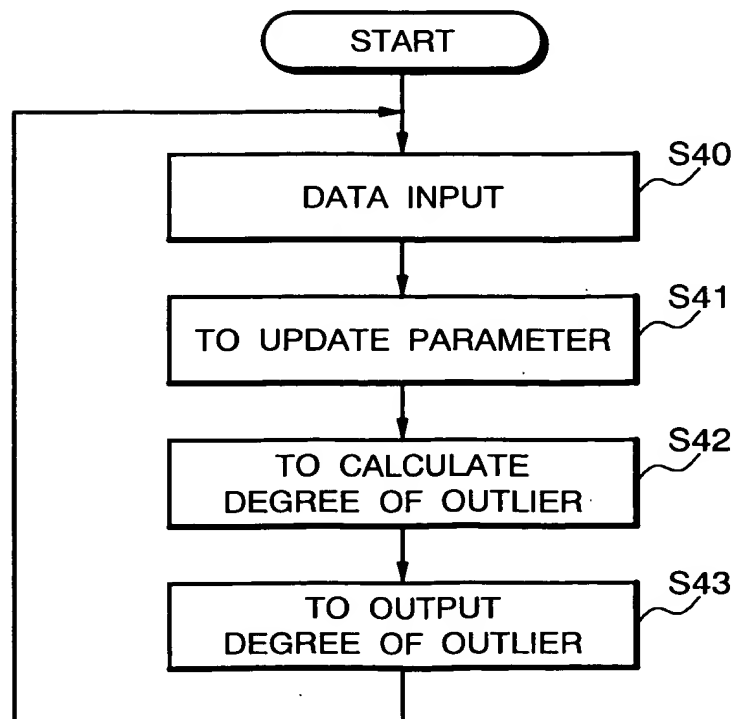 START
S40
DATA INPUT
S41
TO UPDATE PARAMETER
S42
TO CALCULATE
DEGREE OF OUTLIER
S43
TO OUTPUT
DEGREE OF OUTLIER